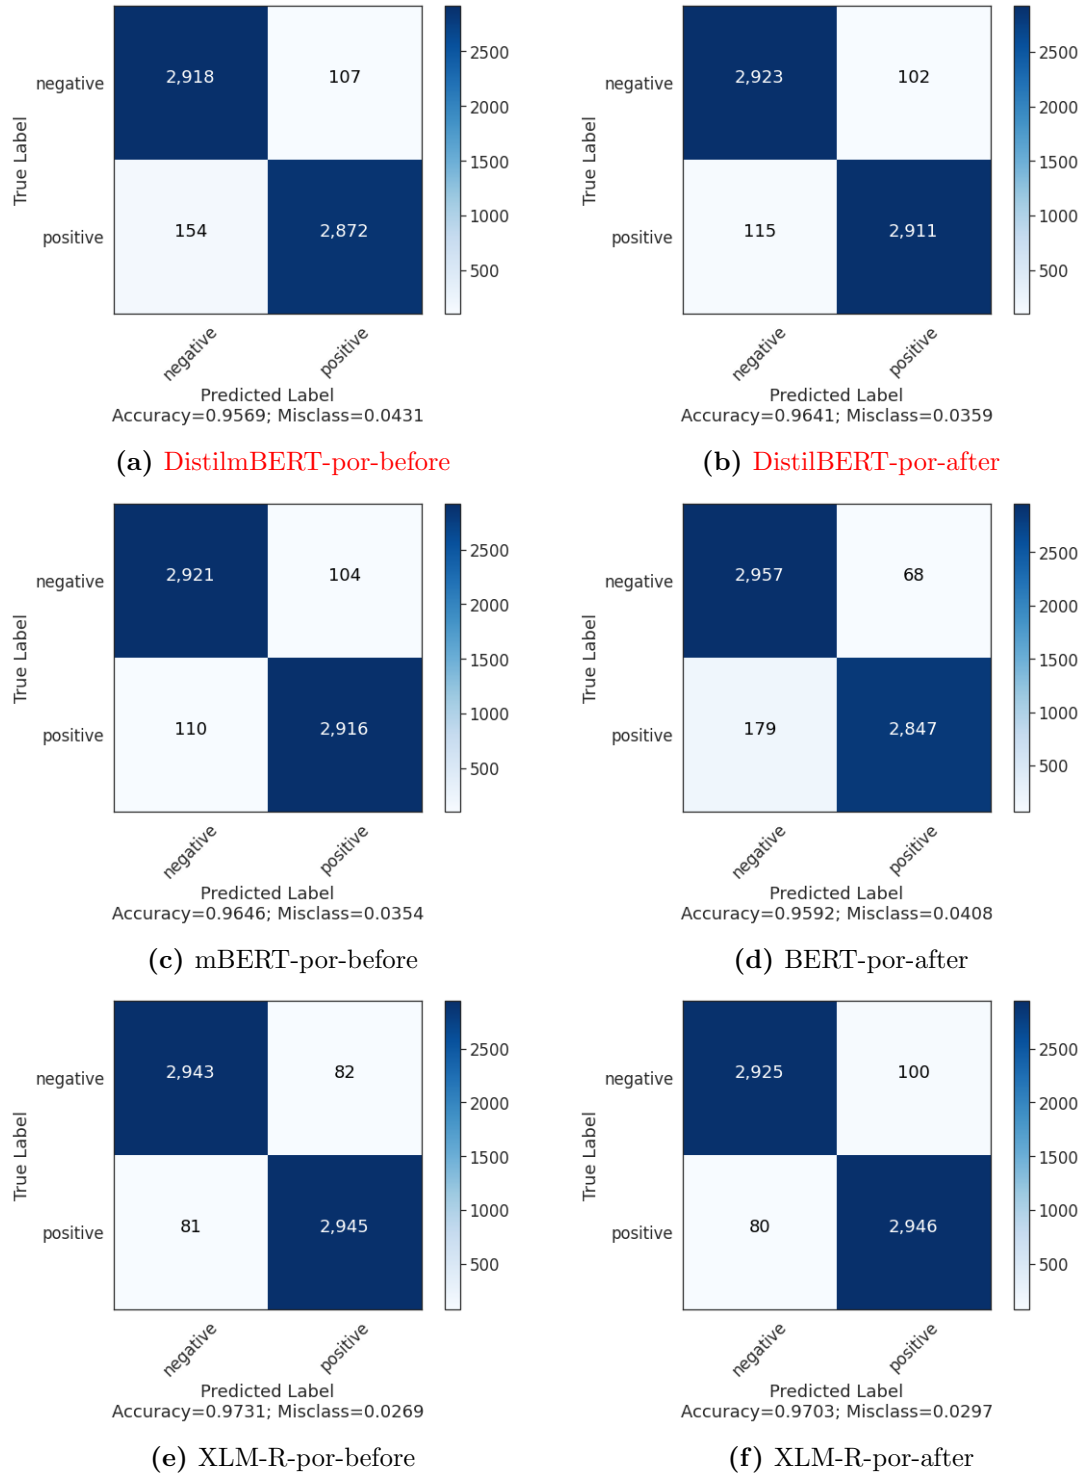 negative 2,918 107
positive 154 2,872
True Label
2500
2000
1500
1000
500
negative positive
Predicted Label
Accuracy=0.9569; Misclass=0.0431
(a) DistilmBERT-por-before
negative 2,923 102
positive 115 2,911
True Label
2500
2000
1500
1000
500
negative positive
Predicted Label
Accuracy=0.9641; Misclass=0.0359
(b) DistilBERT-por-after
negative 2,921 104
positive 110 2,916
True Label
2500
2000
1500
1000
500
negative positive
Predicted Label
Accuracy=0.9646; Misclass=0.0354
(c) mBERT-por-before
negative 2,957 68
positive 179 2,847
True Label
2500
2000
1500
1000
500
negative positive
Predicted Label
Accuracy=0.9592; Misclass=0.0408
(d) BERT-por-after
negative 2,943 82
positive 81 2,945
True Label
2500
2000
1500
1000
500
negative positive
Predicted Label
Accuracy=0.9731; Misclass=0.0269
(e) XLM-R-por-before
negative 2,925 100
positive 80 2,946
True Label
2500
2000
1500
1000
500
negative positive
Predicted Label
Accuracy=0.9703; Misclass=0.0297
(f) XLM-R-por-after